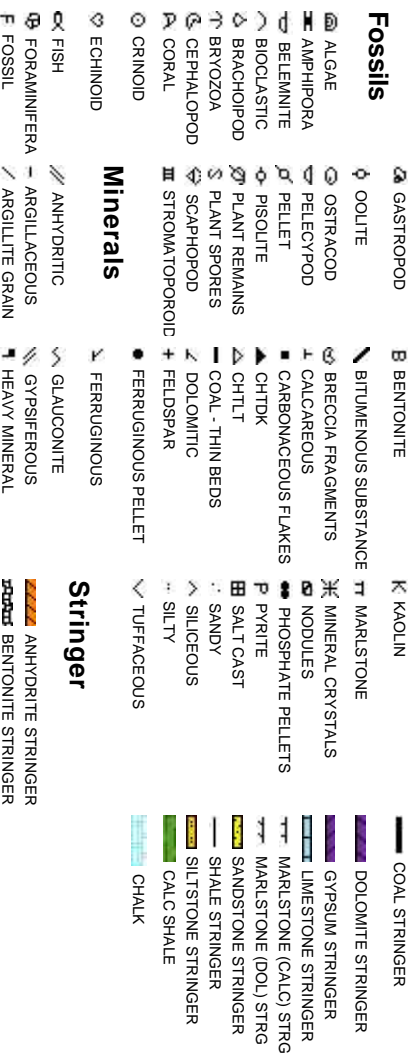 Fossils
ALGAE
AMPHIPORA
BELEMNITE
BIOCLASTIC
BRACHIOPOD
BRYOZOA
CEPHALOPOD
CORAL
CRINOID
ECHINOID
FISH
FORAMINIFERA
F FOSSIL
GASTROPOD
OOLITE
OSTRACOD
PELECYPOD
PELLET
PISOLITE
PLANT REMAINS
PLANT SPORES
SCAPHOPOD
STROMATOPOROID
Minerals
ANHYDRITIC
ARGILLACEOUS
ARGILLITE GRAIN
B BENTONITE
BITUMENOUS SUBSTANCE
BRECCIA FRAGMENTS
CALCAREOUS
CARBONACEOUS FLAKES
CHTDK
CHTLT
COAL - THIN BEDS
DOLOMITIC
FELDSPAR
FERRUGINOUS PELLET
FERRUGINOUS
GLAUCONITE
GYPSIFEROUS
HEAVY MINERAL
K KAOLIN
MARLSTONE
MINERAL CRYSTALS
NODULES
PHOSPHATE PELLETS
P PYRITE
SALT CAST
SANDY
SILICEOUS
SILTY
TUFFACEOUS
Stringer
ANHYDRITE STRINGER
BENTONITE STRINGER
COAL STRINGER
DOLOMITE STRINGER
GYPSUM STRINGER
LIMESTONE STRINGER
MARLSTONE (CALC) STRG
MARLSTONE (DOL) STRG
SANDSTONE STRINGER
SHALE STRINGER
SILTSTONE STRINGER
CALC SHALE
CHALK